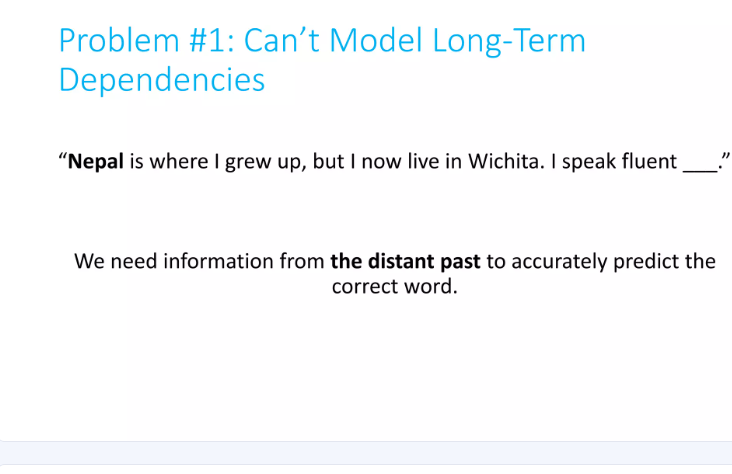 Problem #1: Can’t Model Long-Term
Dependencies
“Nepal is where I grew up, but I now live in Wichita. I speak fluent ___.”
We need information from the distant past to accurately predict the
correct word.